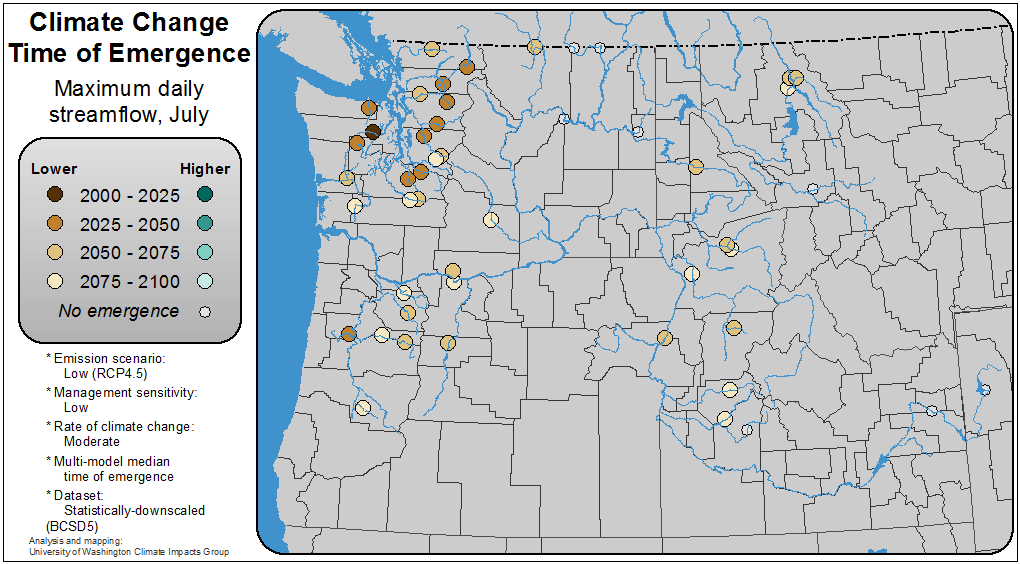 Climate Change
Time of Emergence
Maximum daily
streamflow, July
Lower Higher
2000 - 2025
2025 - 2050
2050 - 2075
2075 - 2100
No emergence
* Emission scenario:
Low (RCP4.5)
* Management sensitivity:
Low
* Rate of climate change:
Moderate
* Multi-model median
time of emergence
* Dataset:
Statistically-downscaled
(BCSD5)
Analysis and mapping:
University of Washington Climate Impacts Group